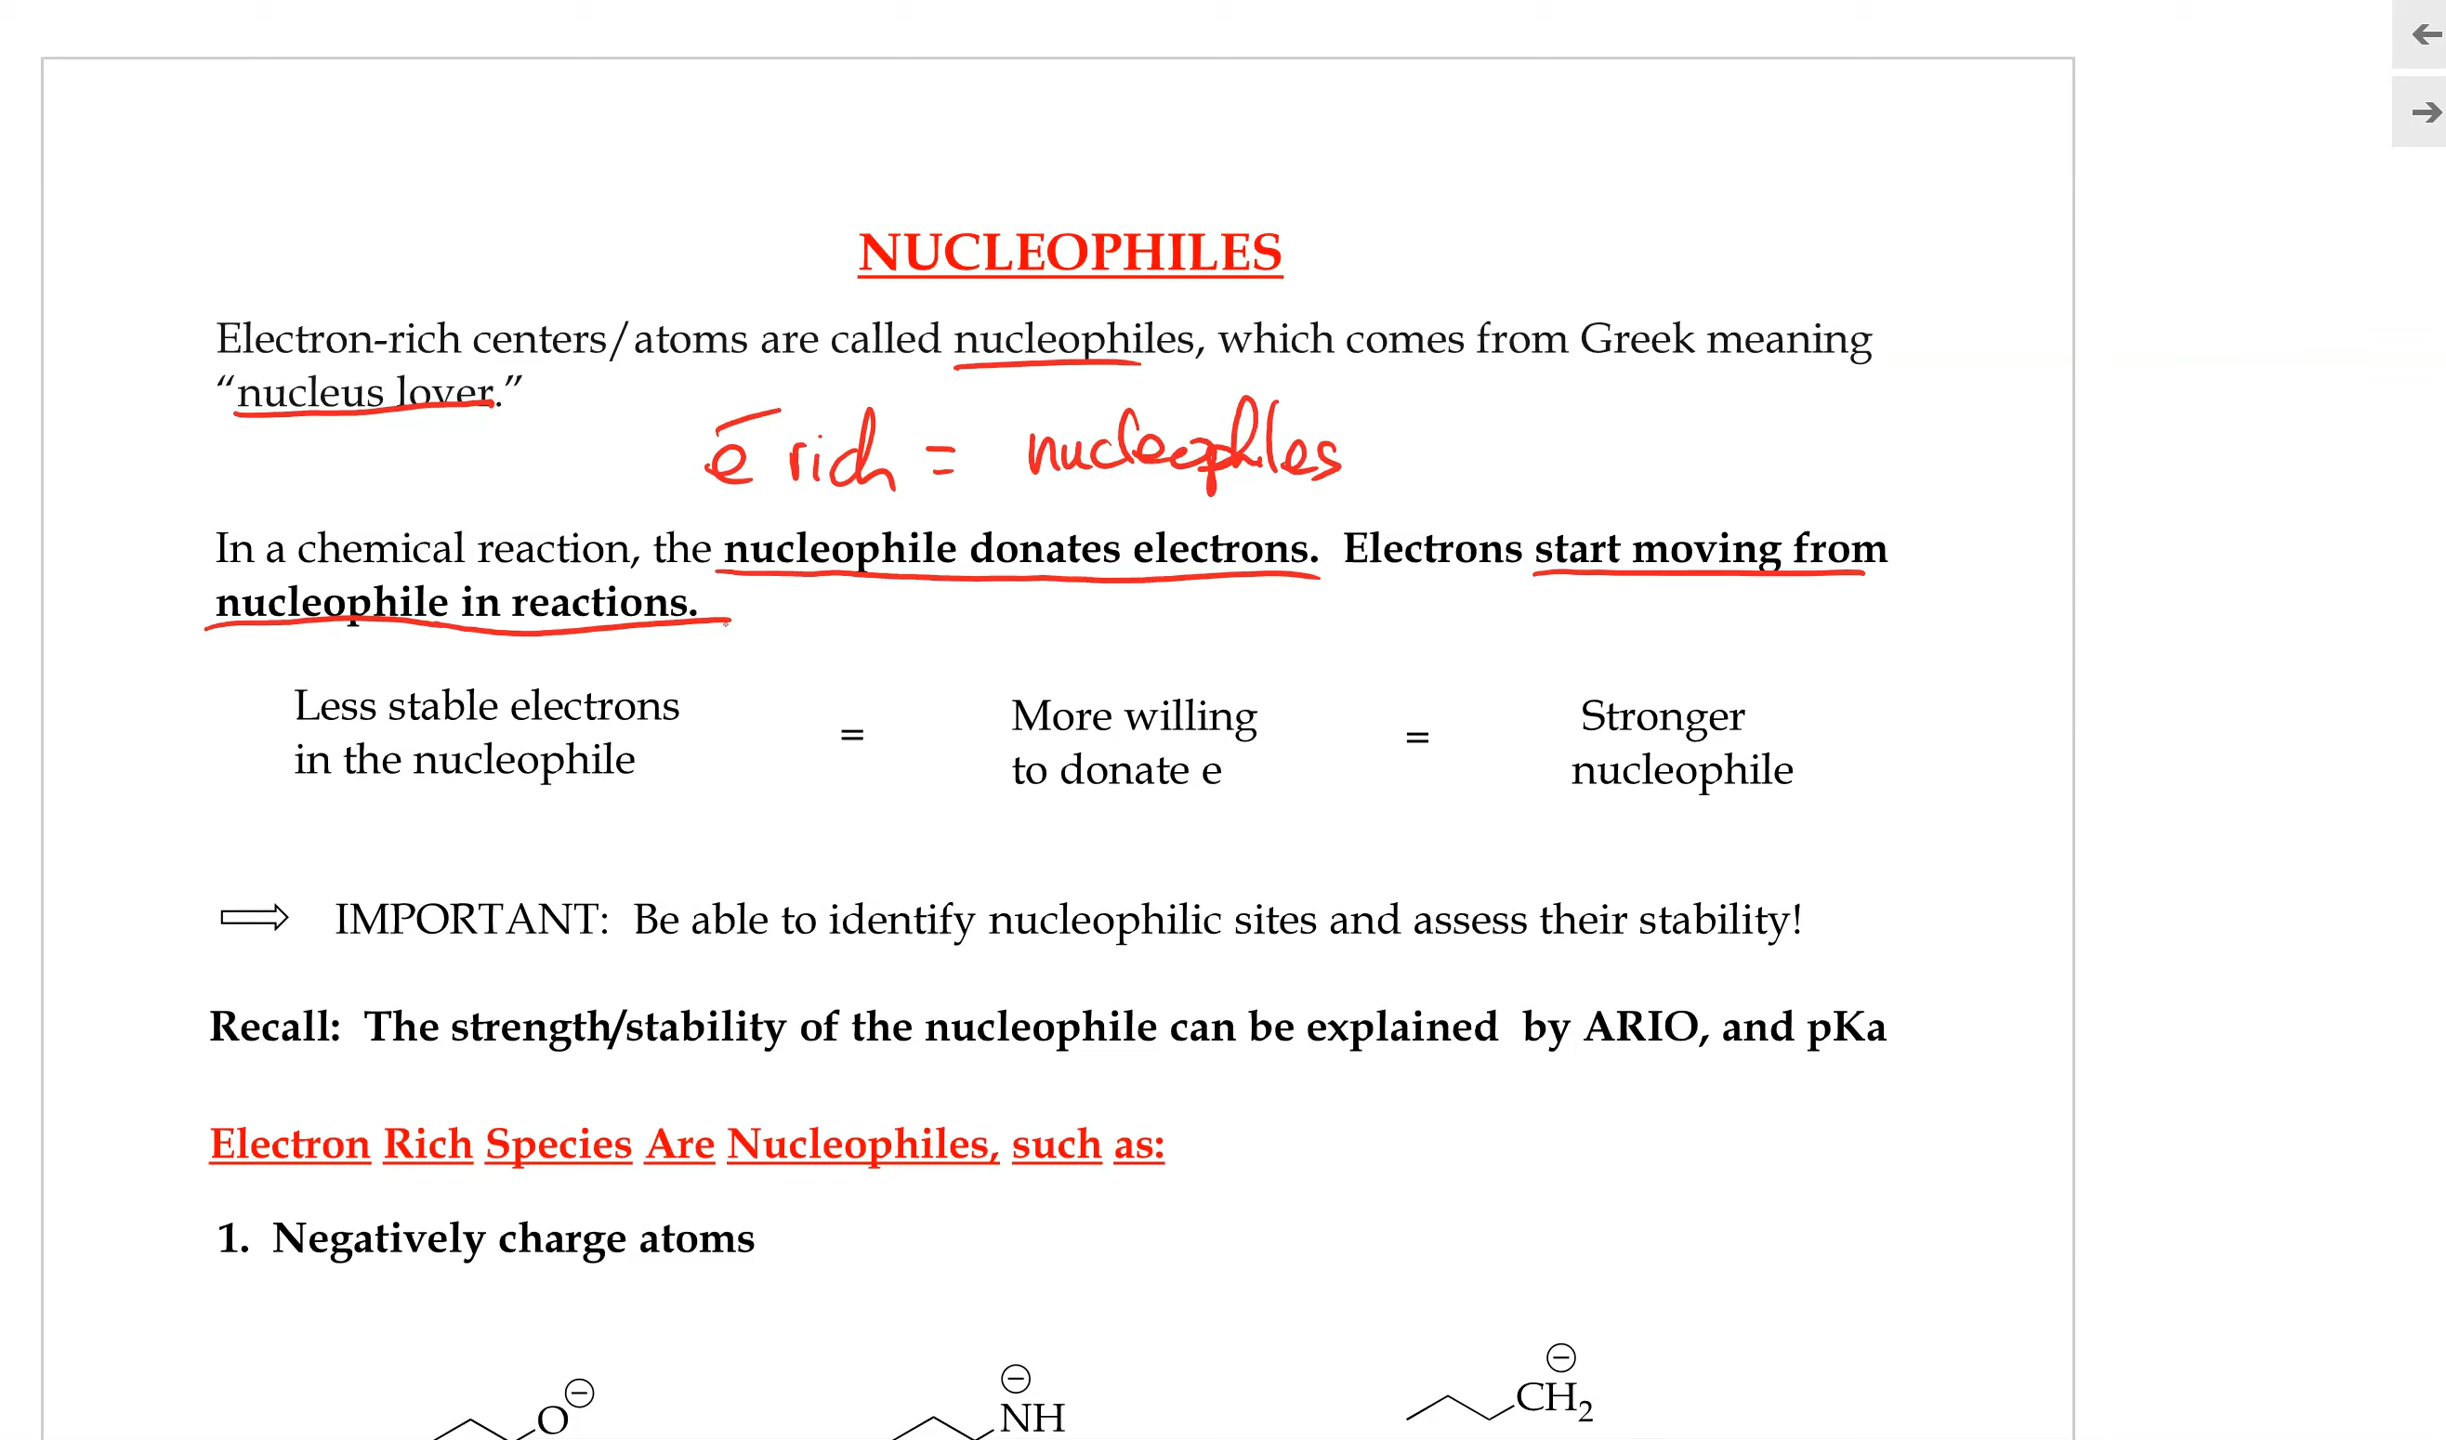 NUCLEOPHILES
Electron-rich centers/atoms are called nucleophiles, which comes from Greek meaning
“nucleus lover.”
e̅ rich = nucleophles
In a chemical reaction, the nucleophile donates electrons. Electrons start moving from
nucleophile in reactions.
Less stable electrons
in the nucleophile
=
More willing
to donate e
=
Stronger
nucleophile
IMPORTANT: Be able to identify nucleophilic sites and assess their stability!
Recall: The strength/stability of the nucleophile can be explained by ARIO, and pKa
Electron Rich Species Are Nucleophiles, such as:
1. Negatively charge atoms
O⊖
⊖
NH
⊖
CH₂